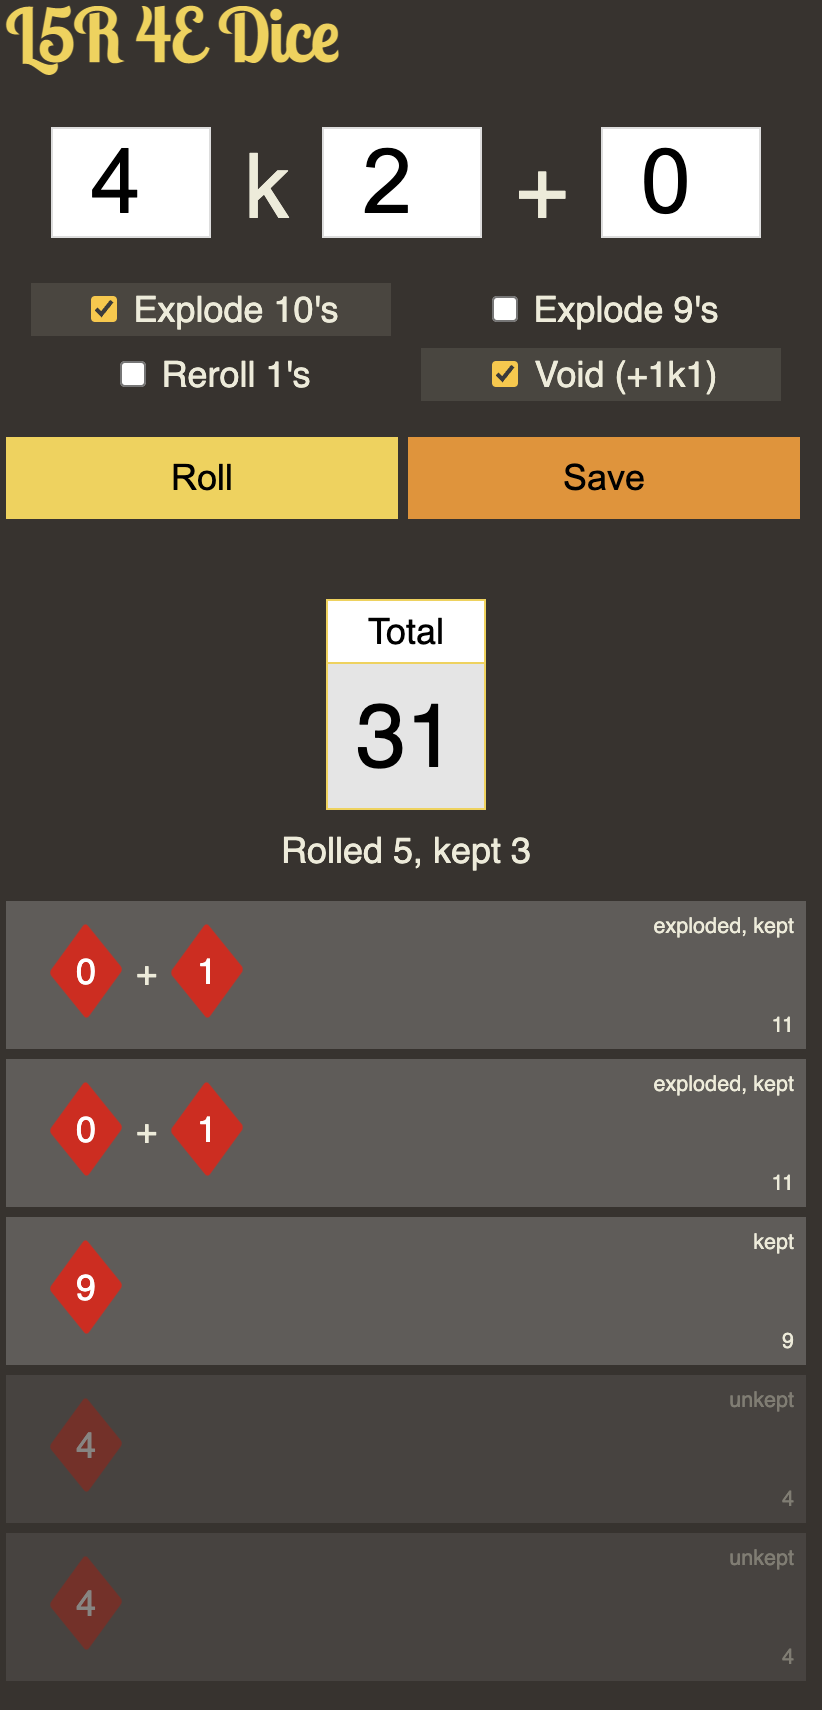 L5R 4E Dice
4 k 2 + 0
Explode 10's Explode 9's
Reroll 1's Void (+1k1)
Roll Save
Total
31
Rolled 5, kept 3
exploded, kept
0 + 1
11
exploded, kept
0 + 1
11
kept
9
9
unkept
4
4
unkept
4
4